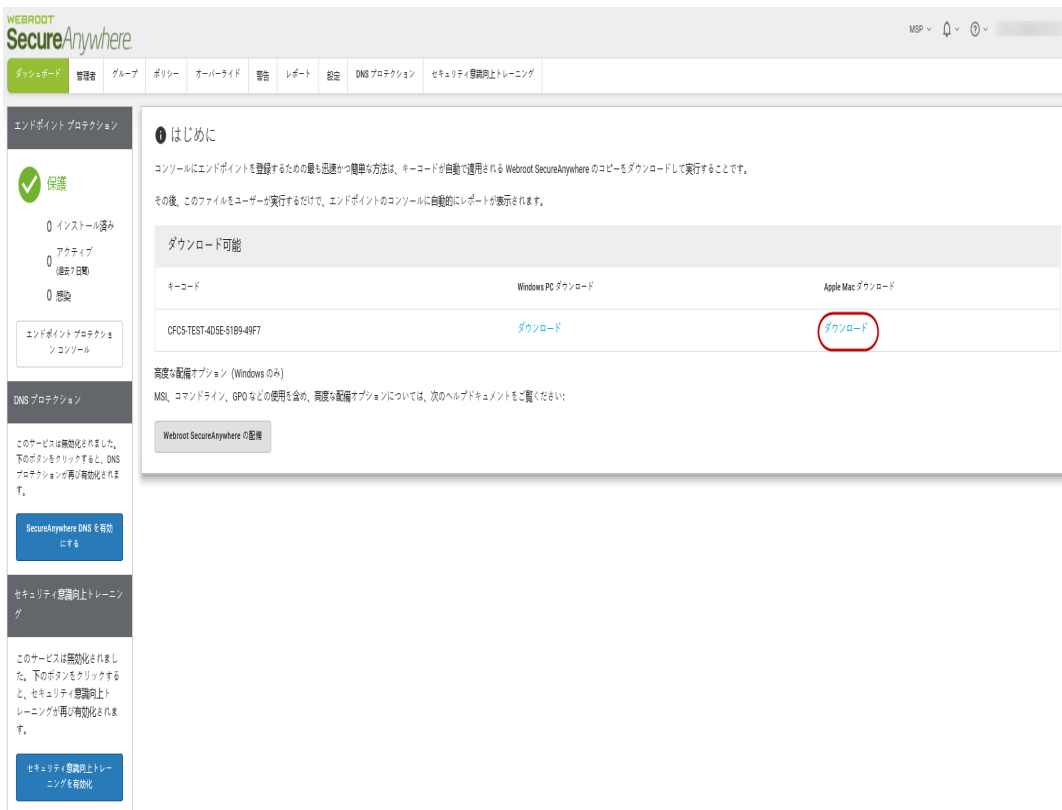 WEBROOT
SecureAnywhere.
MSP
ダッシュボード
管理者
グループ
ポリシー
オーバーライド
警告
レポート
設定
DNS プロテクション
セキュリティ意識向上トレーニング
エンドポイント プロテクション
保護
0 インストール済み
0 アクティブ
(過去 7 日間)
0 感染
エンドポイント プロテクショ
ン コンソール
DNS プロテクション
このサービスは無効化されました。
下のボタンをクリックすると、DNS
プロテクションが再び有効化されま
す。
SecureAnywhere DNS を有効
にする
セキュリティ意識向上トレーニン
グ
このサービスは無効化されまし
た。下のボタンをクリックする
と、セキュリティ意識向上ト
レーニングが再び有効化されま
す。
セキュリティ意識向上トレー
ニングを有効化
はじめに
コンソールにエンドポイントを登録するための最も迅速かつ簡単な方法は、キーコードが自動で適用される Webroot SecureAnywhere のコピーをダウンロードして実行することです。
その後、このファイルをユーザーが実行するだけで、エンドポイントのコンソールに自動的にレポートが表示されます。
ダウンロード可能
キーコード
Windows PC ダウンロード
Apple Mac ダウンロード
CFC5-TEST-4D5E-51B9-49F7
ダウンロード
ダウンロード
高度な配備オプション (Windows のみ)
MSI、コマンドライン、GPO などの使用を含め、高度な配備オプションについては、次のヘルプドキュメントをご覧ください:
Webroot SecureAnywhere の配備